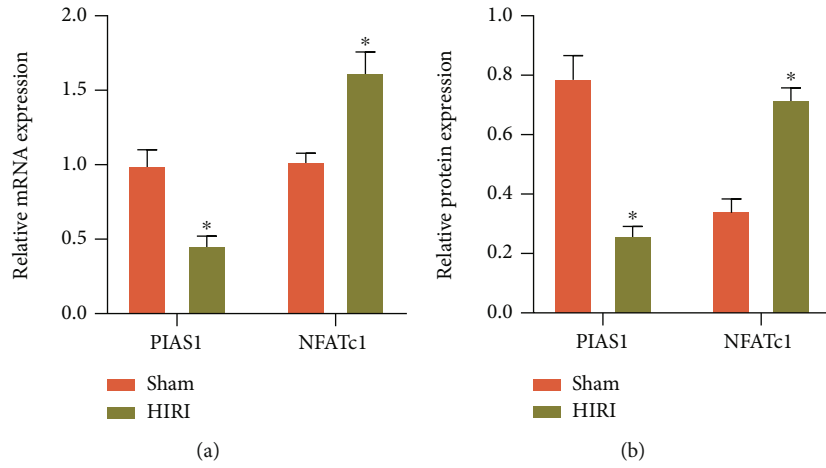 Relative mRNA expression
2.0
1.5
1.0
0.5
0.0
*
*
PIAS1 NFATc1
Sham
HIRI
(a)
Relative protein expression
1.0
0.8
0.6
0.4
0.2
0.0
*
*
PIAS1 NFATc1
Sham
HIRI
(b)